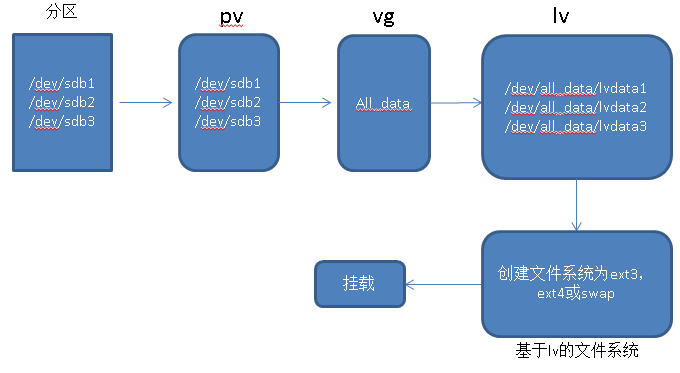 分区
pv
vg
lv
/dev/sdb1
/dev/sdb2
/dev/sdb3
/dev/sdb1
/dev/sdb2
/dev/sdb3
All_data
/dev/all_data/lvdata1
/dev/all_data/lvdata2
/dev/all_data/lvdata3
创建文件系统为ext3，
ext4或swap
挂载
基于lv的文件系统